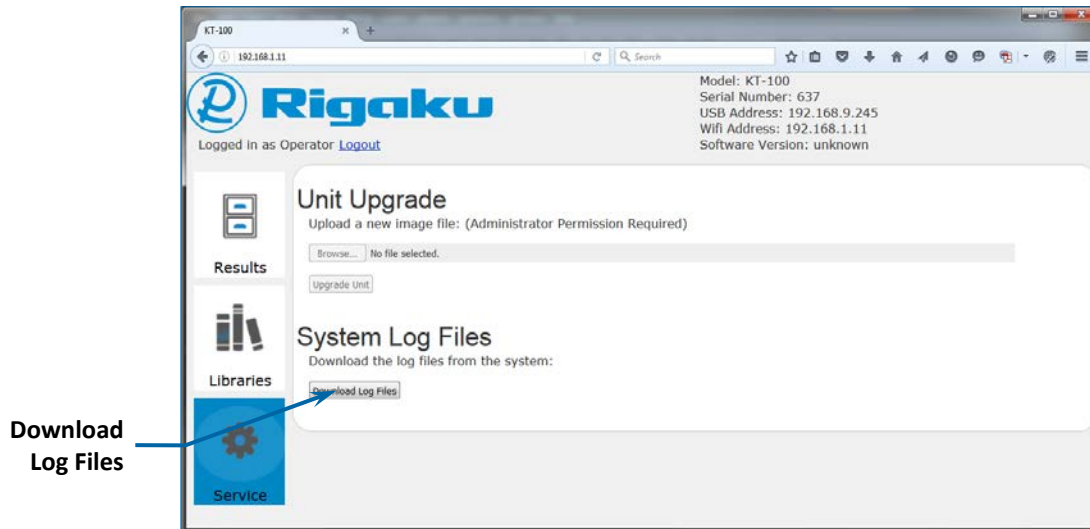 KT-100
192.168.1.11
Search
Rigaku
Model: KT-100
Serial Number: 637
USB Address: 192.168.9.245
Wifi Address: 192.168.1.11
Software Version: unknown
Logged in as Operator Logout
Results
Libraries
Service
Unit Upgrade
Upload a new image file: (Administrator Permission Required)
Browse... No file selected.
Upgrade Unit
System Log Files
Download the log files from the system:
Download Log Files
Download
Log Files